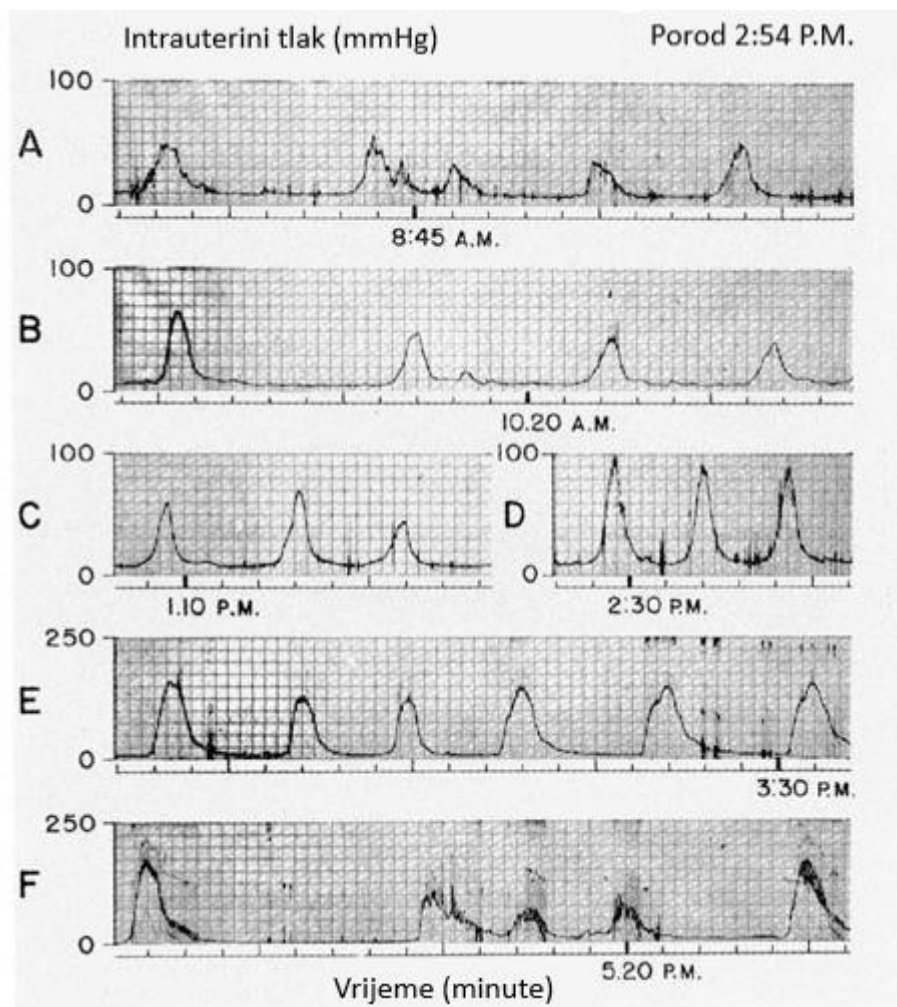 Intrauterini tlak (mmHg) Porod 2:54 P.M.
100
A
0
8:45 A.M.
100
B
0
10.20 A.M.
100
C
0
1.10 P.M.
100
D
0
2:30 P.M.
250
E
0
3:30 P.M.
250
F
0
5.20 P.M.
Vrijeme (minute)